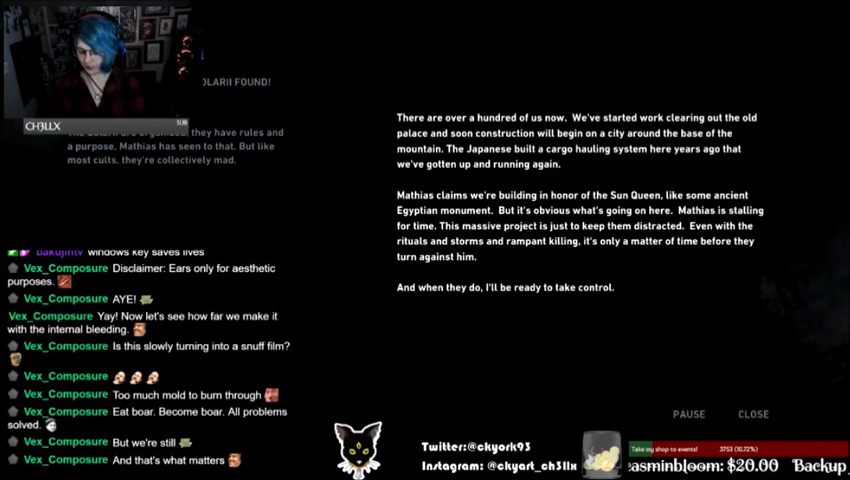 OLARII FOUND!
CH3LLX
SUB
they have rules and
a purpose, Mathias has seen to that. But like
most cults, they're collectively mad.
There are over a hundred of us now. We've started work clearing out the old
palace and soon construction will begin on a city around the base of the
mountain. The Japanese built a cargo hauling system here years ago that
we've gotten up and running again.
Mathias claims we're building in honor of the Sun Queen, like some ancient
Egyptian monument. But it's obvious what's going on here. Mathias is stalling
for time. This massive project is just to keep them distracted. Even with the
rituals and storms and rampant killing, it's only a matter of time before they
turn against him.
And when they do, I'll be ready to take control.
bakujintv windows key saves lives
Vex_Composure Disclaimer: Ears only for aesthetic
purposes.
Vex_Composure AYE!
Vex_Composure Yay! Now let's see how far we make it
with the internal bleeding.
Vex_Composure Is this slowly turning into a snuff film?
Vex_Composure
Vex_Composure Too much mold to burn through
Vex_Composure Eat boar. Become boar. All problems
solved.
Vex_Composure But we're still
Vex_Composure And that's what matters
PAUSE CLOSE
Twitter:@ckyork93
Instagram: @ckyart_ch3llx
Take my shop to events! 3753 (10.72%)
easminbloom: $20.00 Backup